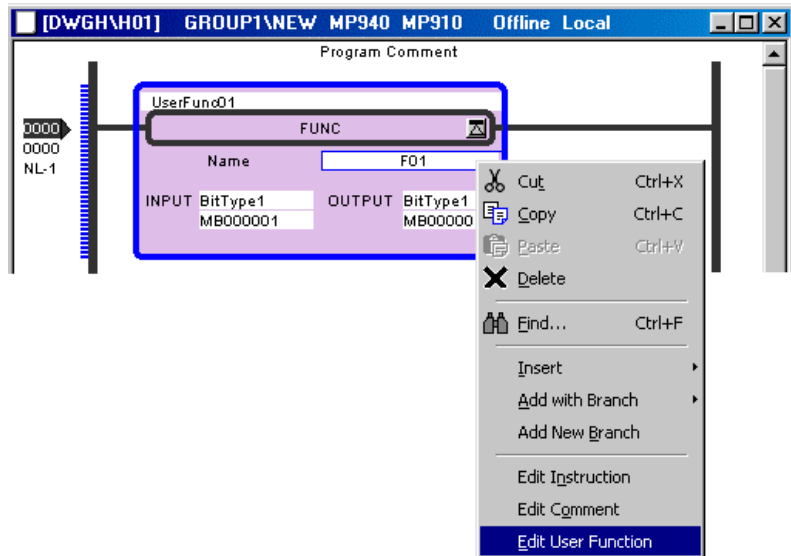 [DWGH\H01] GROUP1\NEW MP940 MP910 Offline Local
Program Comment
UserFunc01
0000
FUNC
0000
NL-1
Name F01
INPUT BitType1 OUTPUT BitType1
MB000001 MB00000
Cut Ctrl+X
Copy Ctrl+C
Paste Ctrl+V
Delete
Find... Ctrl+F
Insert
Add with Branch
Add New Branch
Edit Instruction
Edit Comment
Edit User Function